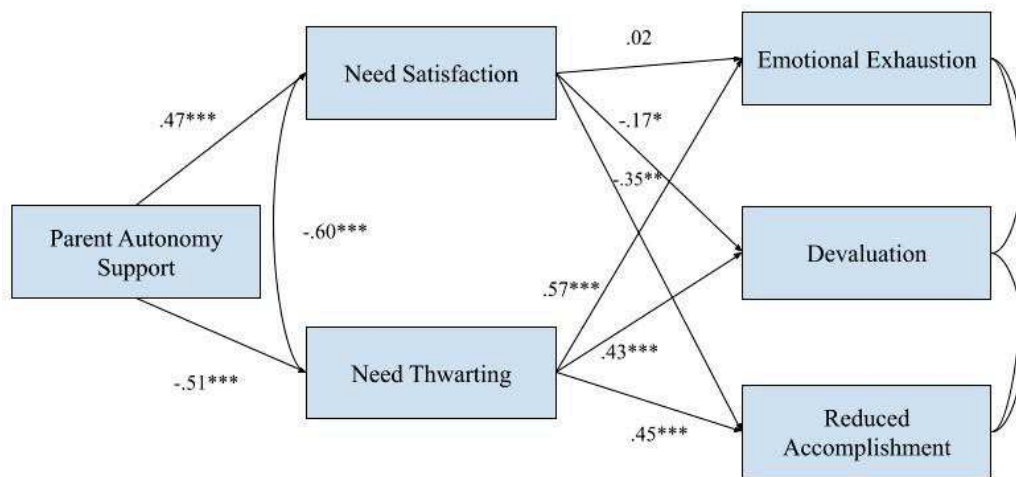 .02
Need Satisfaction
Emotional Exhaustion
.47***
-.17*
-.35**
Parent Autonomy
Support
-.60***
Devaluation
.57***
Need Thwarting
.43***
-.51***
.45***
Reduced
Accomplishment